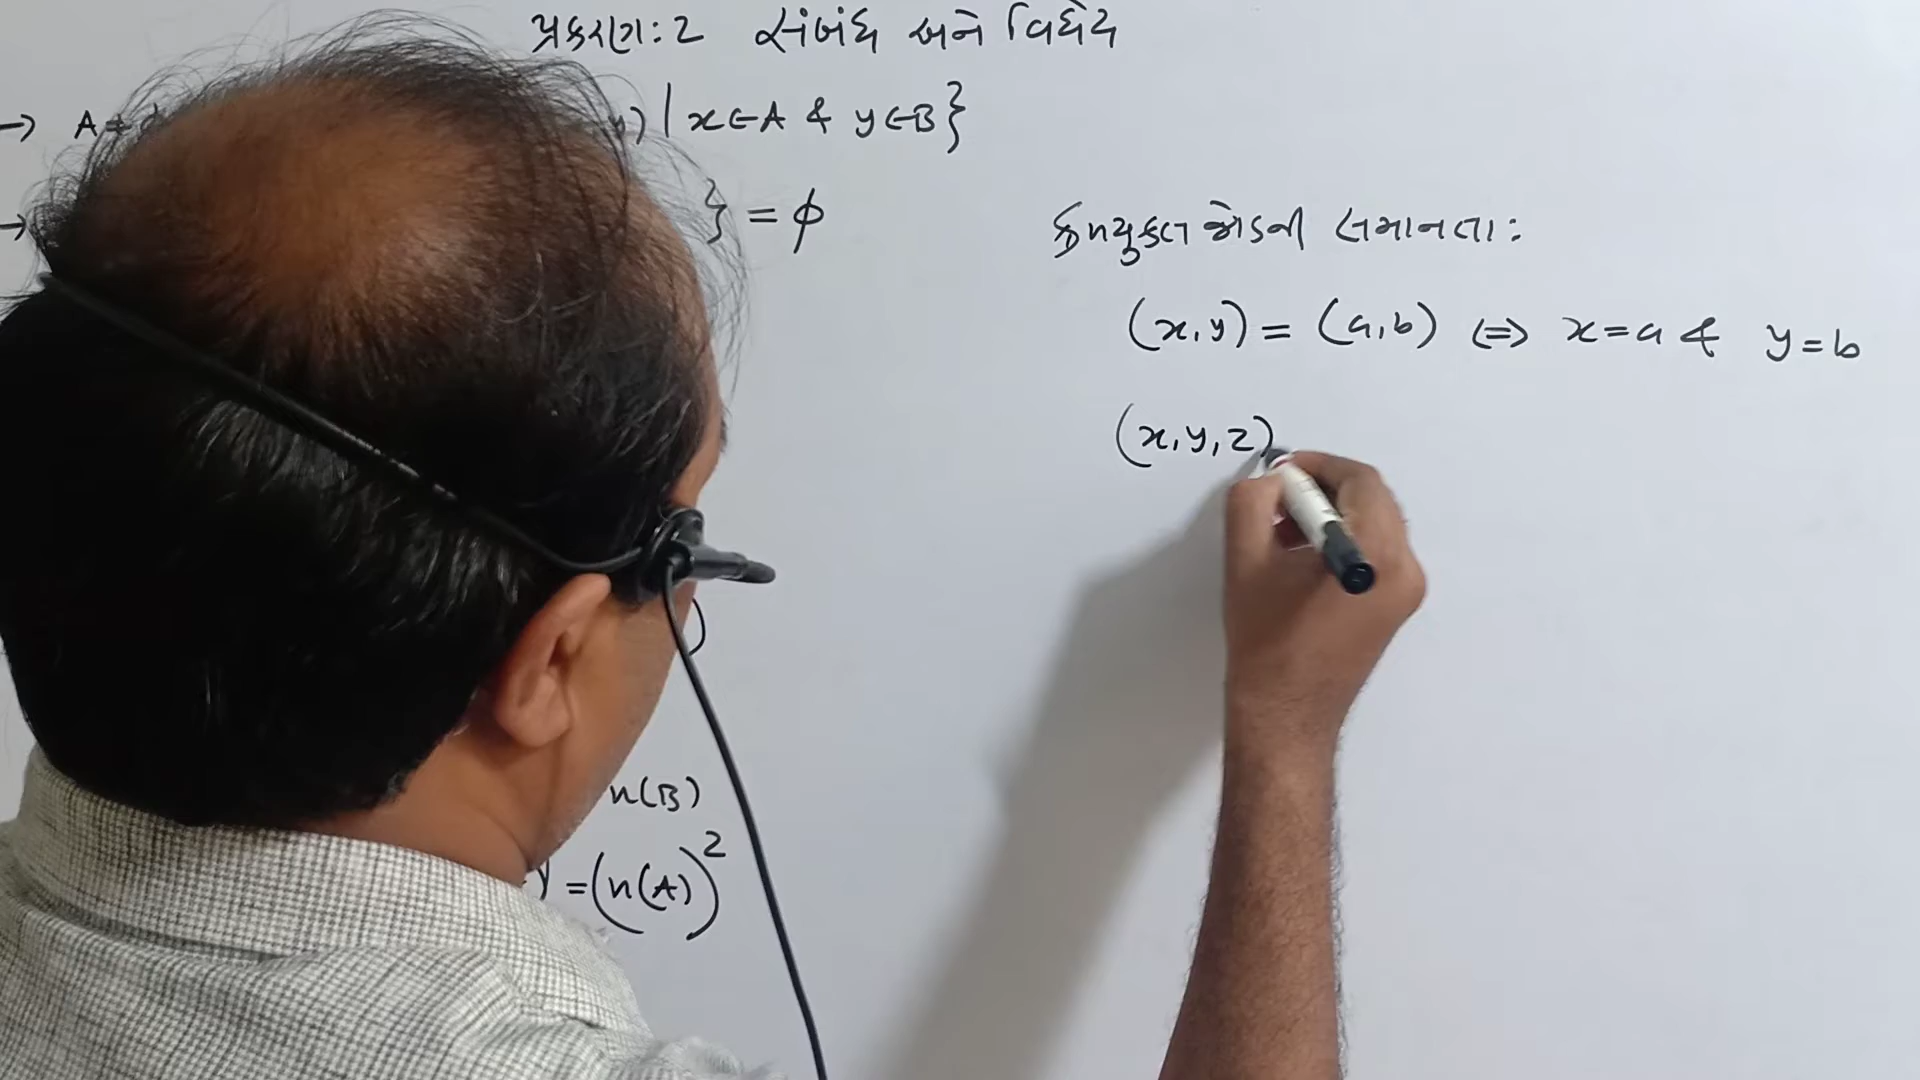 પ્રકરણ: 2 સંબંધ અને વિધેય
→ A
) | x∈A & y∈B}
→ } = ϕ
ક્રમયુક્ત જોડની સમાનતા:
(x,y) = (a,b) ⇔ x=a & y=b
(x,y,z)
)
n(B)
) = (n(A))²